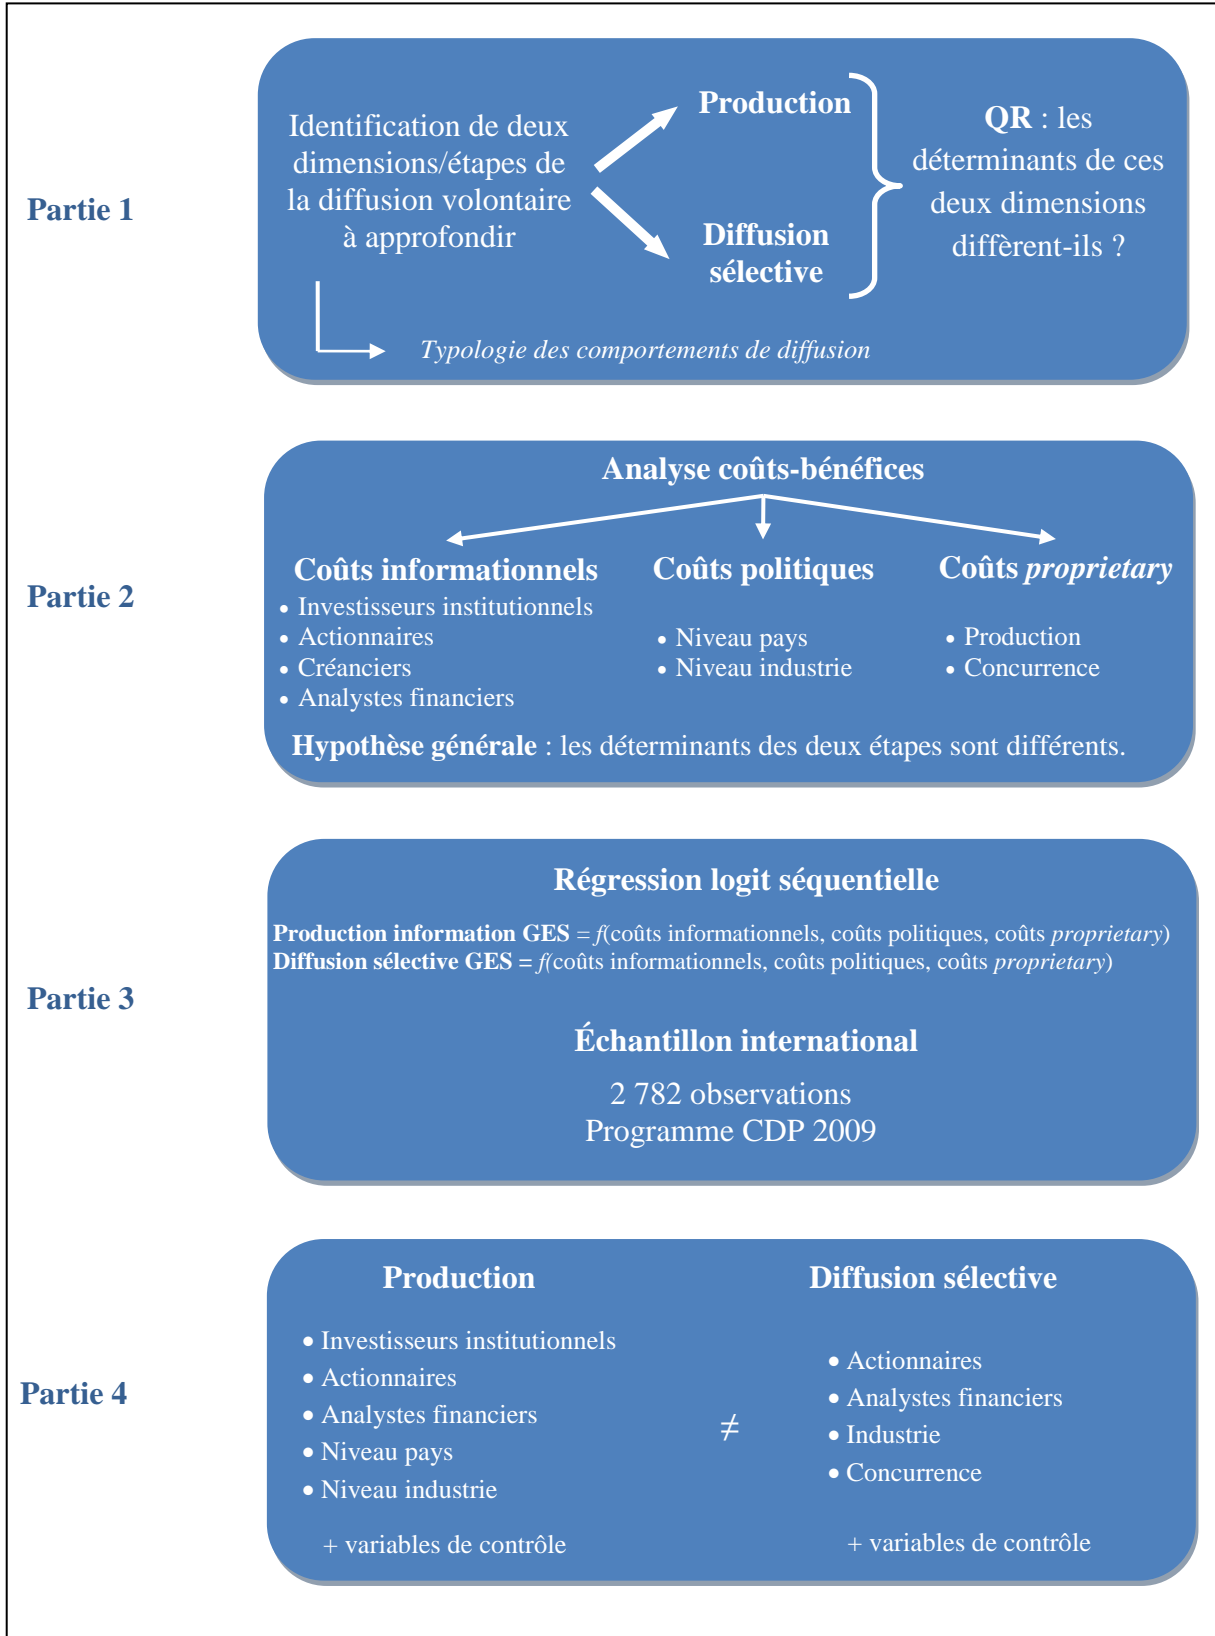 Partie 1
Identification de deux
dimensions/étapes de
la diffusion volontaire
à approfondir
Production
Diffusion
sélective
QR : les
déterminants de ces
deux dimensions
diffèrent-ils ?
Typologie des comportements de diffusion
Partie 2
Analyse coûts-bénéfices
Coûts informationnels
• Investisseurs institutionnels
• Actionnaires
• Créanciers
• Analystes financiers
Coûts politiques
• Niveau pays
• Niveau industrie
Coûts proprietary
• Production
• Concurrence
Hypothèse générale : les déterminants des deux étapes sont différents.
Partie 3
Régression logit séquentielle
Production information GES = f(coûts informationnels, coûts politiques, coûts proprietary)
Diffusion sélective GES = f(coûts informationnels, coûts politiques, coûts proprietary)
Échantillon international
2 782 observations
Programme CDP 2009
Partie 4
Production
• Investisseurs institutionnels
• Actionnaires
• Analystes financiers
• Niveau pays
• Niveau industrie
+ variables de contrôle
≠
Diffusion sélective
• Actionnaires
• Analystes financiers
• Industrie
• Concurrence
+ variables de contrôle